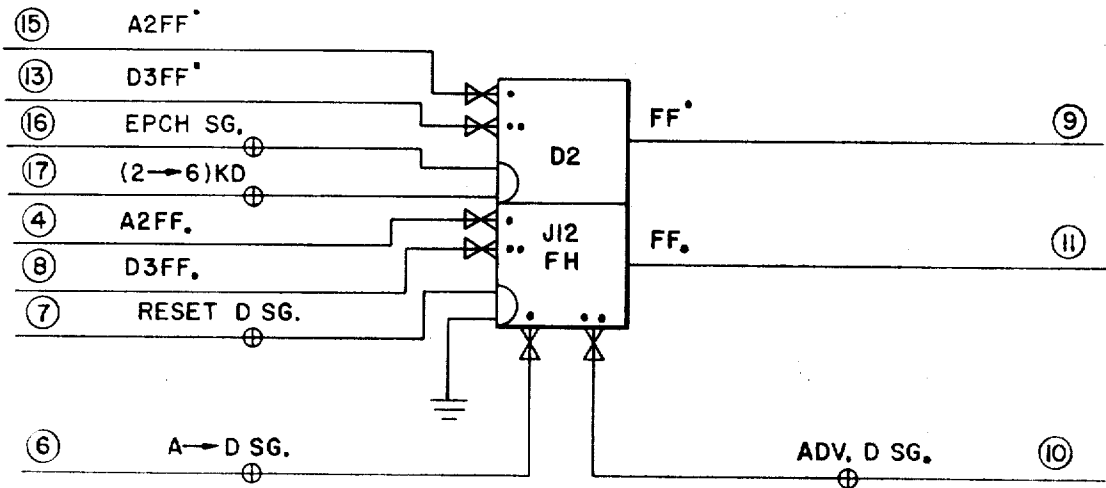 15 A2FF•
13 D3FF•
16 EPCH SG.
17 (2→6)KD
4 A2FF.
8 D3FF.
7 RESET D SG.
D2
J12
FH
FF•
9
FF.
11
6 A→D SG.
ADV. D SG. 10